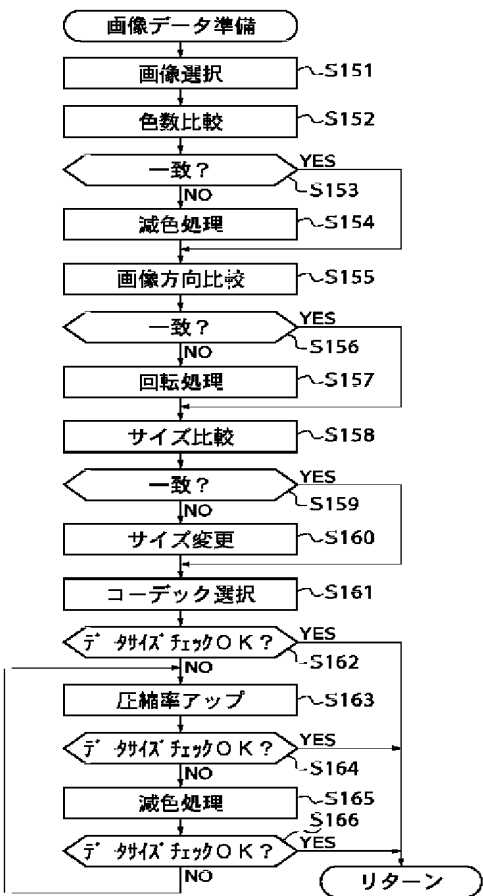 画像データ準備
画像選択 S151
色数比較 S152
一致？ YES
S153
NO
減色処理 S154
画像方向比較 S155
一致？ YES
S156
NO
回転処理 S157
サイズ比較 S158
一致？ YES
S159
NO
サイズ変更 S160
コーデック選択 S161
データサイズチェックＯＫ？ YES
S162
NO
圧縮率アップ S163
データサイズチェックＯＫ？ YES
S164
NO
減色処理 S165
S166
データサイズチェックＯＫ？ YES
NO
リターン